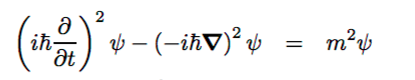 (iħ ∂/∂t)² ψ − (−iħ∇)² ψ = m²ψ